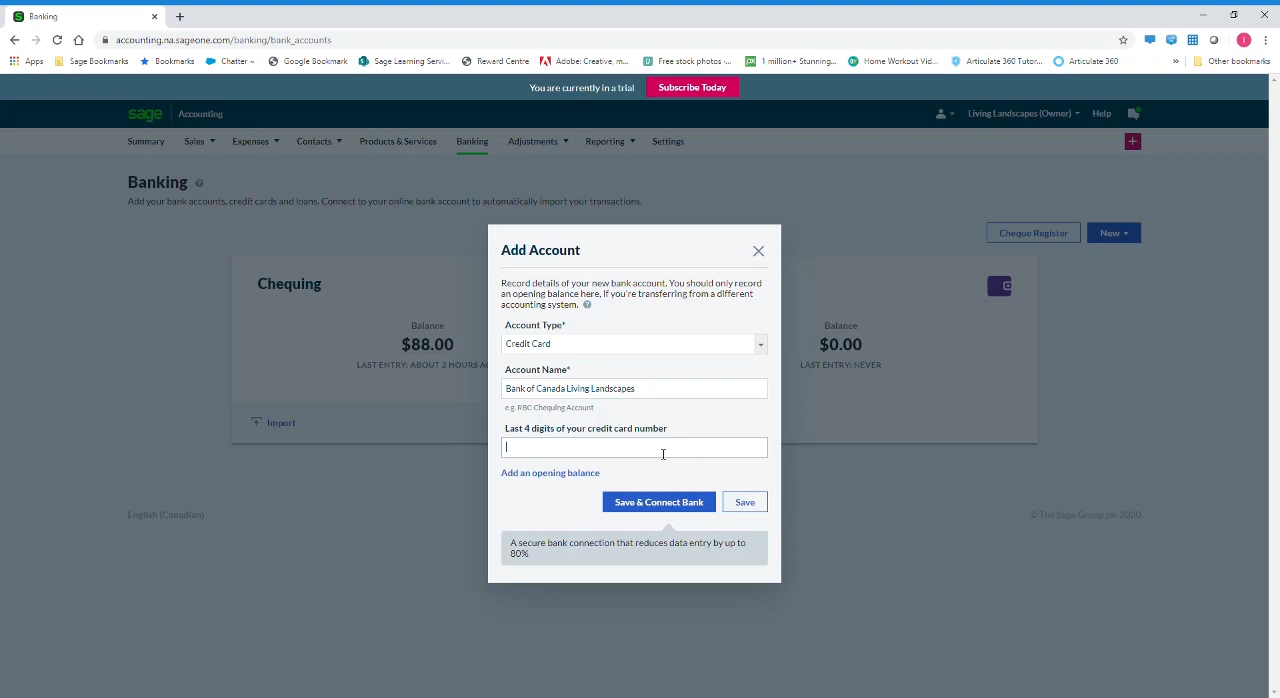 Banking
accounting.na.sageone.com/banking/bank_accounts
Apps Sage Bookmarks Bookmarks Chatter ~ Google Bookmark Sage Learning Servi... Reward Centre Adobe: Creative, m... Free stock photos -... 1 million+ Stunning... Home Workout Vid... Articulate 360 Tutor... Articulate 360 » Other bookmarks
You are currently in a trial Subscribe Today
sage Accounting Living Landscapes (Owner) Help
Summary Sales Expenses Contacts Products & Services Banking Adjustments Reporting Settings +
Banking
Add your bank accounts, credit cards and loans. Connect to your online bank account to automatically import your transactions.
Cheque Register New
Chequing
Balance
$88.00
LAST ENTRY: ABOUT 2 HOURS AG
Import
Balance
$0.00
LAST ENTRY: NEVER
Add Account
Record details of your new bank account. You should only record
an opening balance here, if you're transferring from a different
accounting system.
Account Type*
Credit Card
Account Name*
Bank of Canada Living Landscapes
e.g. RBC Chequing Account
Last 4 digits of your credit card number
Add an opening balance
Save & Connect Bank Save
A secure bank connection that reduces data entry by up to
80%
English (Canadian) © The Sage Group plc 2020